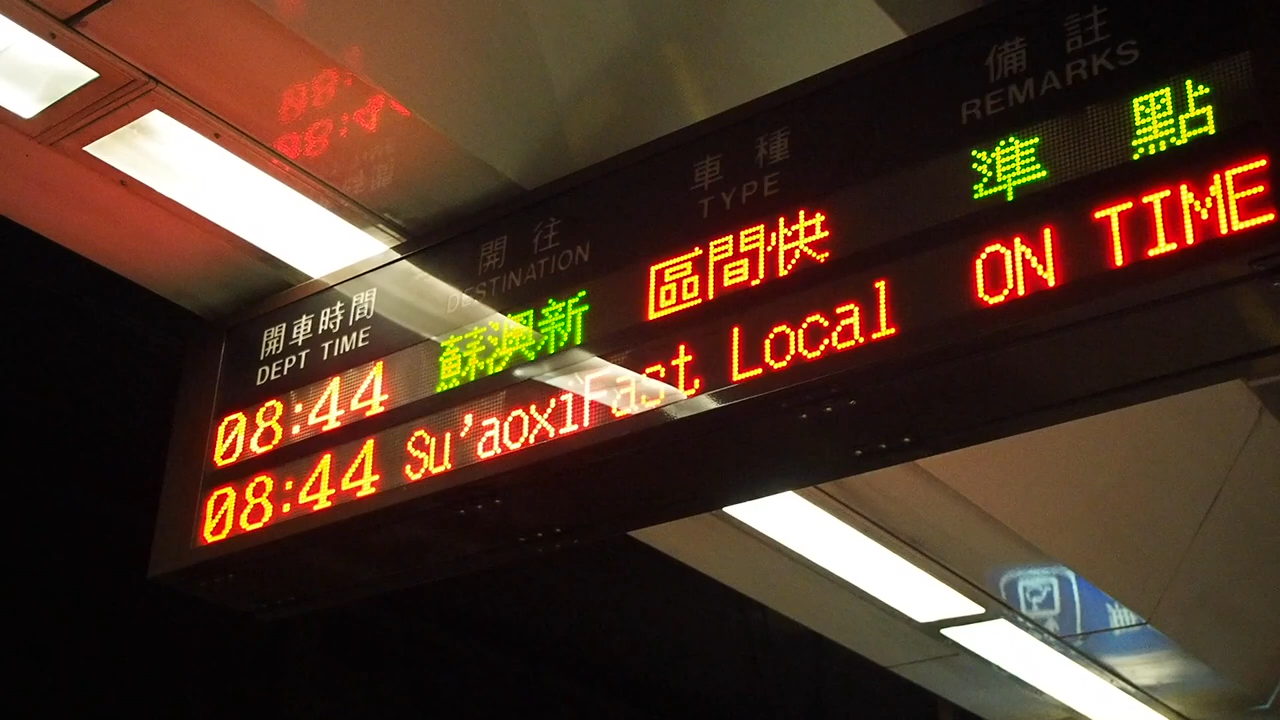 開車時間 開往 車種 備註
DEPT TIME DESTINATION TYPE REMARKS
08:44 蘇澳新 區間快 準點
08:44 Su'aoxi Fast Local ON TIME